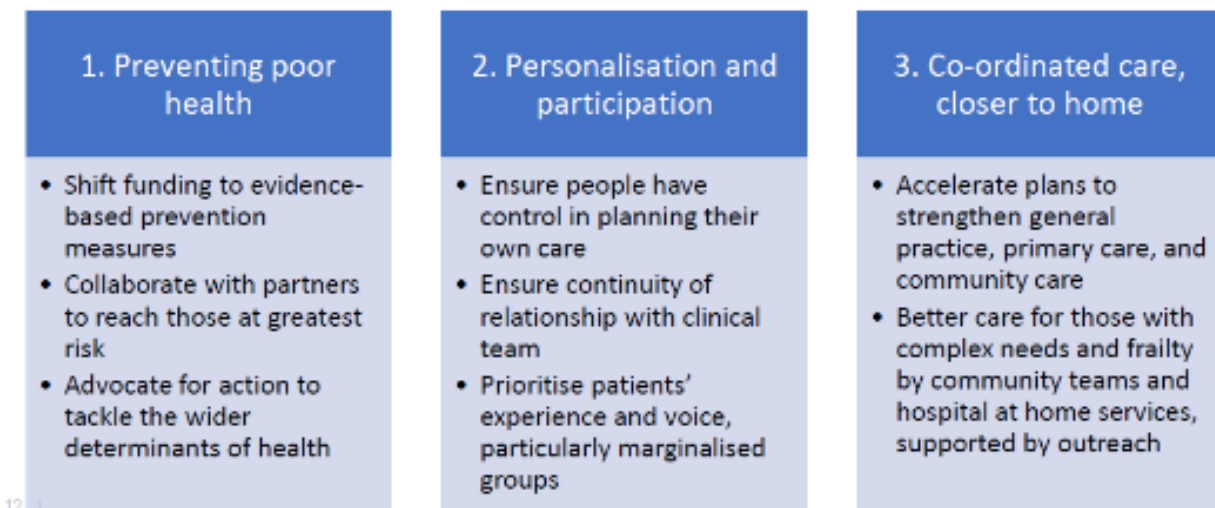 1. Preventing poor
health
• Shift funding to evidence-
based prevention
measures
• Collaborate with partners
to reach those at greatest
risk
• Advocate for action to
tackle the wider
determinants of health
2. Personalisation and
participation
• Ensure people have
control in planning their
own care
• Ensure continuity of
relationship with clinical
team
• Prioritise patients’
experience and voice,
particularly marginalised
groups
3. Co-ordinated care,
closer to home
• Accelerate plans to
strengthen general
practice, primary care, and
community care
• Better care for those with
complex needs and frailty
by community teams and
hospital at home services,
supported by outreach
12 |